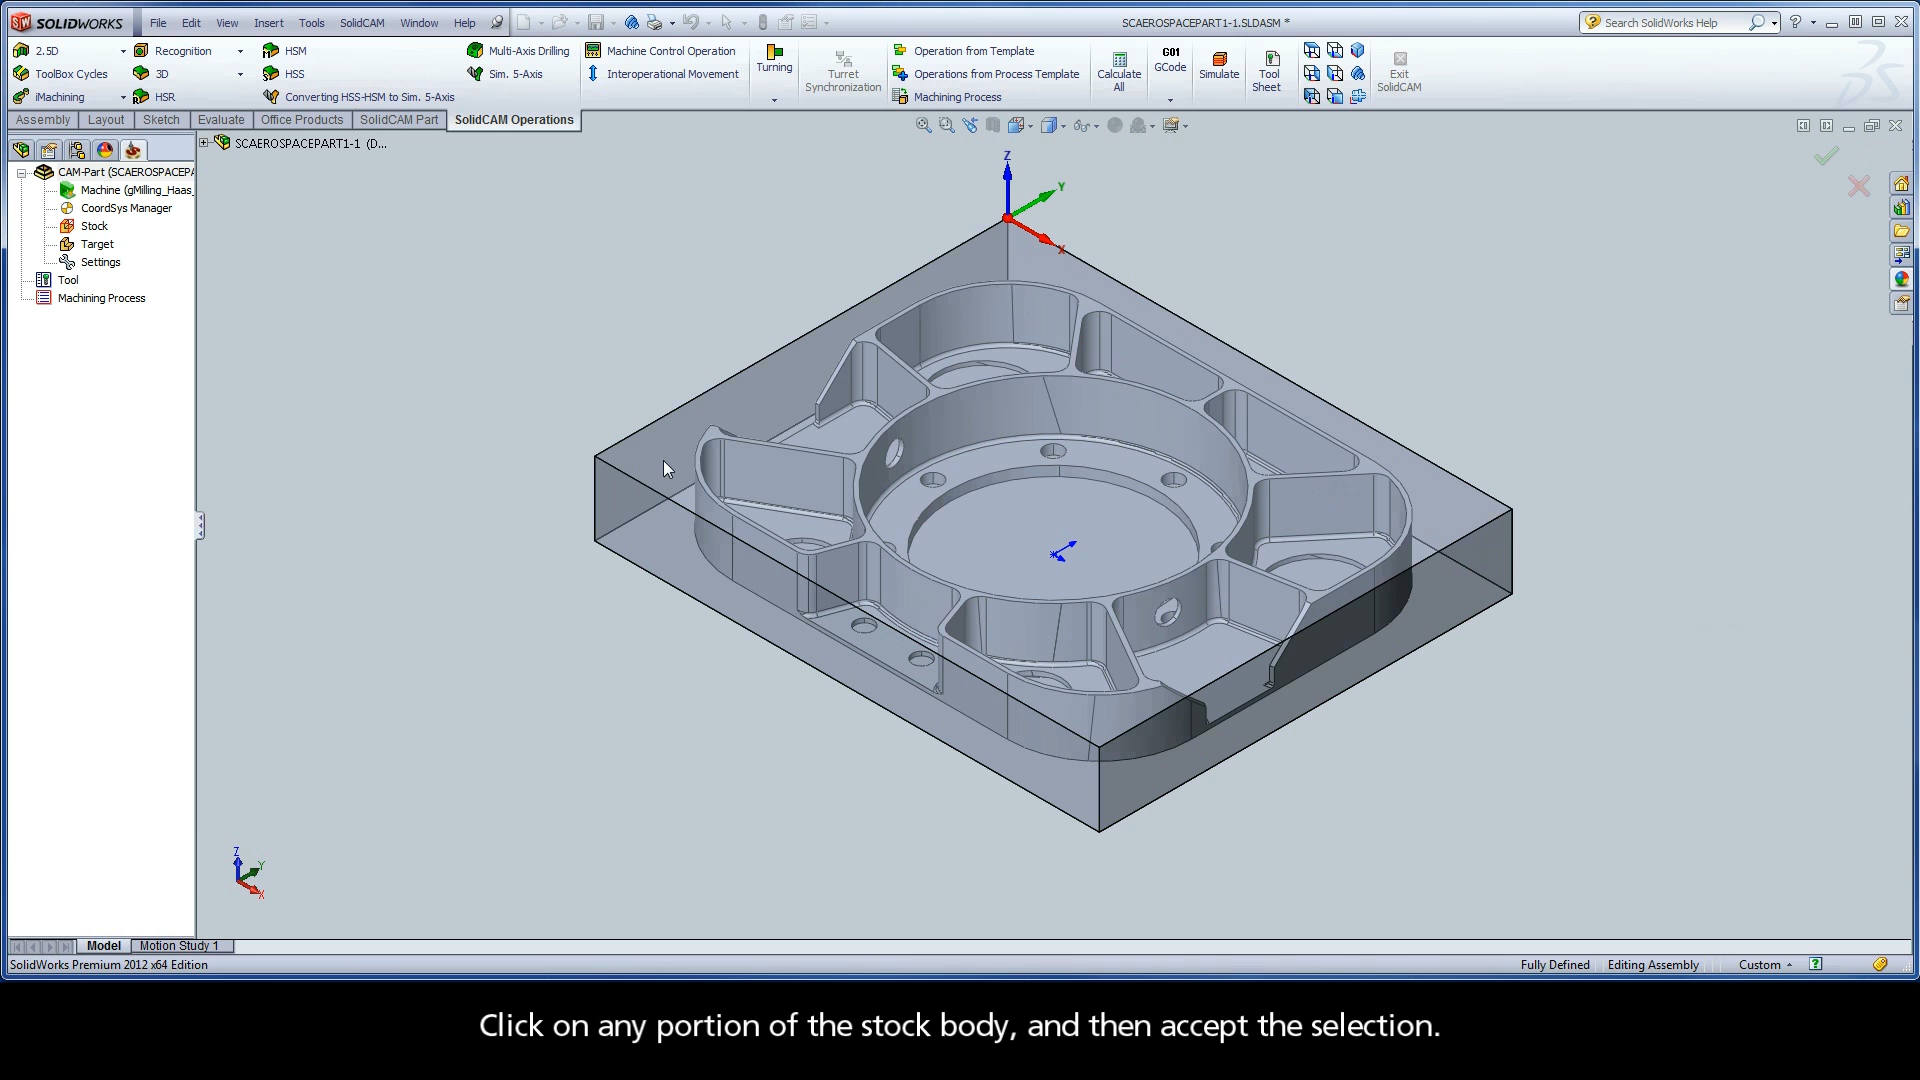 SOLIDWORKS File Edit View Insert Tools SolidCAM Window Help SCAEROSPACEPART1-1.SLDASM * Search SolidWorks Help
2.5D Recognition HSM Multi-Axis Drilling Machine Control Operation Operation from Template
ToolBox Cycles 3D HSS Sim. 5-Axis Interoperational Movement Operations from Process Template
iMachining HSR Converting HSS-HSM to Sim. 5-Axis Machining Process
Turning
Turret
Synchronization
Calculate
All
G01
GCode
Simulate
Tool
Sheet
Exit
SolidCAM
Assembly Layout Sketch Evaluate Office Products SolidCAM Part SolidCAM Operations
SCAEROSPACEPART1-1 (D...
CAM-Part (SCAEROSPACEPA
Machine (gMilling_Haas_
CoordSys Manager
Stock
Target
Settings
Tool
Machining Process
Z
Y
X
Z
Y
X
Model Motion Study 1
SolidWorks Premium 2012 x64 Edition Fully Defined Editing Assembly Custom
Click on any portion of the stock body, and then accept the selection.